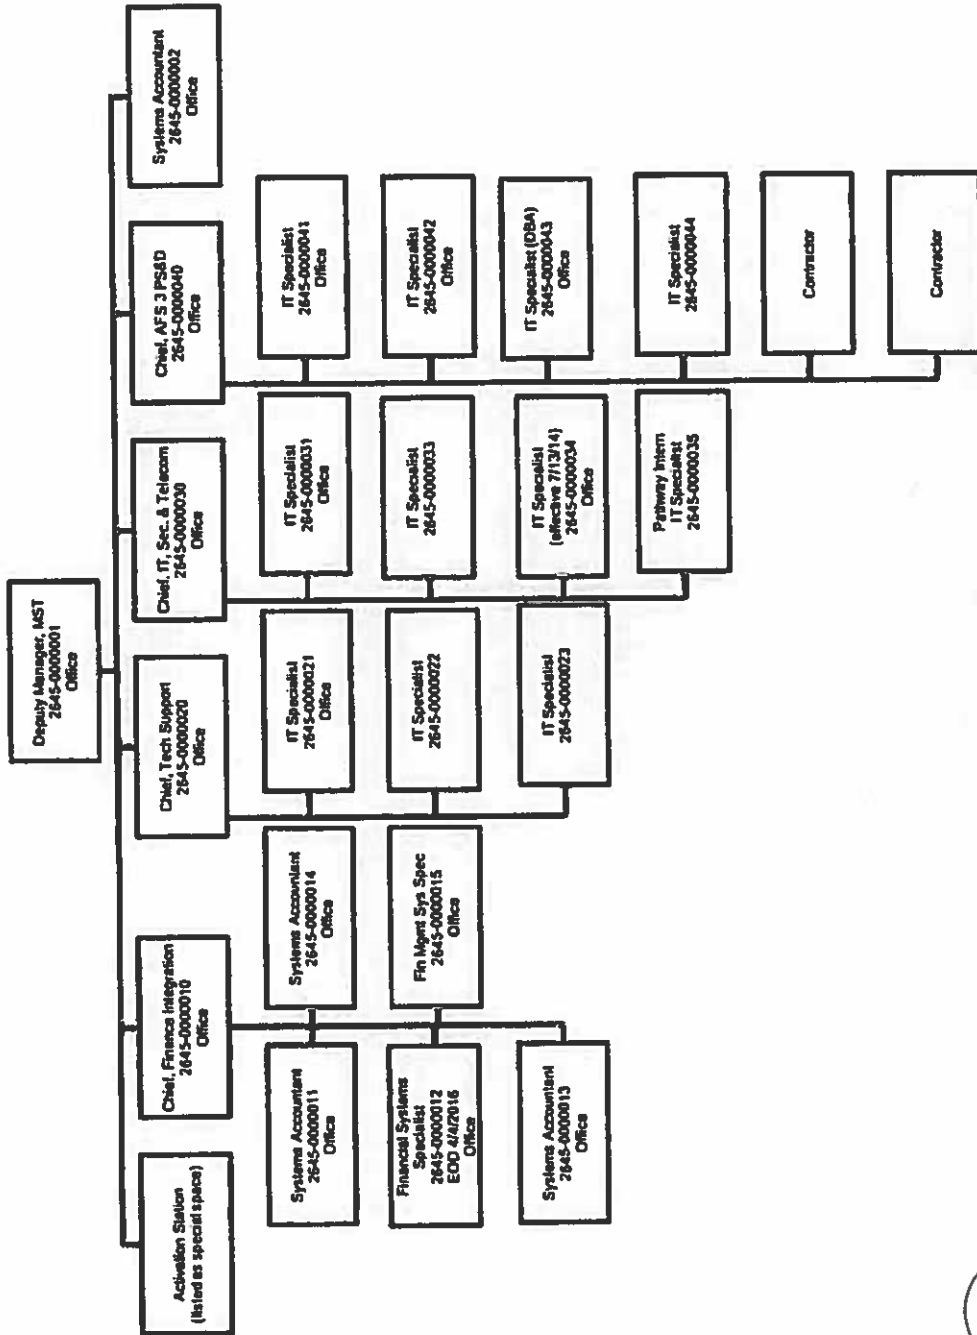 Deputy Manager, MST
2645-0000001
Office
Activation Station
(listed as special space)
Chief, Finance Integration
2645-0000010
Office
Chief, Tech Support
2645-0000020
Office
Chief, IT, Sec. & Telecom
2645-0000030
Office
Chief, AFS 3 PS&D
2645-0000040
Office
Systems Accountant
2645-0000002
Office
Systems Accountant
2645-0000011
Office
Systems Accountant
2645-0000014
Office
IT Specialist
2645-0000021
Office
IT Specialist
2645-0000031
Office
IT Specialist
2645-0000041
Office
Financial Systems
Specialist
2645-0000012
EOD 4/4/2016
Office
Fin Mgmt Sys Spec
2645-0000015
Office
IT Specialist
2645-0000022
IT Specialist
2645-0000033
IT Specialist
2645-0000042
Office
Systems Accountant
2645-0000013
Office
IT Specialist
2645-0000023
IT Specialist
(effective 7/13/14)
2645-0000034
Office
IT Specialist (DBA)
2645-0000043
Office
Pathway Intern
IT Specialist
2645-0000035
IT Specialist
2645-0000044
Contractor
Contractor